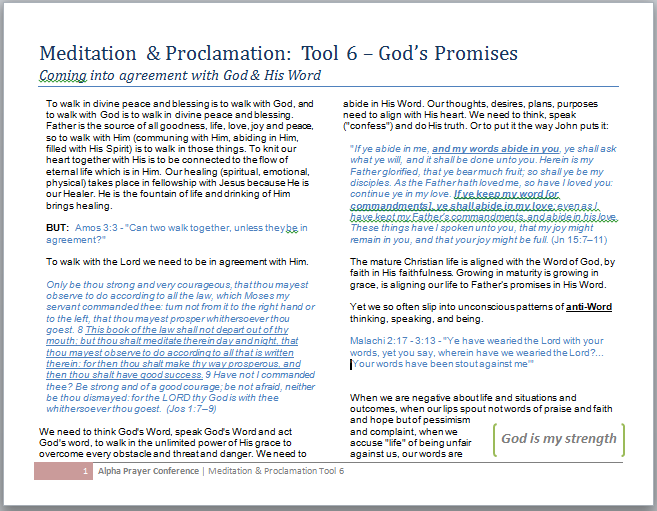 Meditation & Proclamation: Tool 6 – God's Promises
Coming into agreement with God & His Word
To walk in divine peace and blessing is to walk with God, and
to walk with God is to walk in divine peace and blessing.
Father is the source of all goodness, life, love, joy and peace,
so to walk with Him (communing with Him, abiding in Him,
filled with His Spirit) is to walk in those things. To knit our
heart together with His is to be connected to the flow of
eternal life which is in Him. Our healing (spiritual, emotional,
physical) takes place in fellowship with Jesus because He is
our Healer. He is the fountain of life and drinking of Him
brings healing.
BUT: Amos 3:3 - "Can two walk together, unless they be in
agreement?"
To walk with the Lord we need to be in agreement with Him.
Only be thou strong and very courageous, that thou mayest
observe to do according to all the law, which Moses my
servant commanded thee: turn not from it to the right hand or
to the left, that thou mayest prosper whithersoever thou
goest. 8 This book of the law shall not depart out of thy
mouth; but thou shalt meditate therein day and night, that
thou mayest observe to do according to all that is written
therein: for then thou shalt make thy way prosperous, and
then thou shalt have good success. 9 Have not I commanded
thee? Be strong and of a good courage; be not afraid, neither
be thou dismayed: for the LORD thy God is with thee
whithersoever thou goest. (Jos 1:7–9)
We need to think God's Word, speak God's Word and act
God's word, to walk in the unlimited power of His grace to
overcome every obstacle and threat and danger. We need to
abide in His Word. Our thoughts, desires, plans, purposes
need to align with His heart. We need to think, speak
("confess") and do His truth. Or to put it the way John puts it:
"If ye abide in me, and my words abide in you, ye shall ask
what ye will, and it shall be done unto you. Herein is my
Father glorified, that ye bear much fruit; so shall ye be my
disciples. As the Father hath loved me, so have I loved you:
continue ye in my love. If ye keep my word [or
commandments], ye shall abide in my love, even as I
have kept my Father's commandments, and abide in his love.
These things have I spoken unto you, that my joy might
remain in you, and that your joy might be full. (Jn 15:7–11)
The mature Christian life is aligned with the Word of God, by
faith in His faithfulness. Growing in maturity is growing in
grace, is aligning our life to Father's promises in His Word.
Yet we so often slip into unconscious patterns of anti-Word
thinking, speaking, and being.
Malachi 2:17 - 3:13 - "Ye have wearied the Lord with your
words, yet you say, wherein have we wearied the Lord?...
'Your words have been stout against me'"
When we are negative about life and situations and
outcomes, when our lips spout not words of praise and faith
and hope but of pessimism
and complaint, when we
accuse "life" of being unfair
against us, our words are
God is my strength
1 Alpha Prayer Conference | Meditation & Proclamation Tool 6